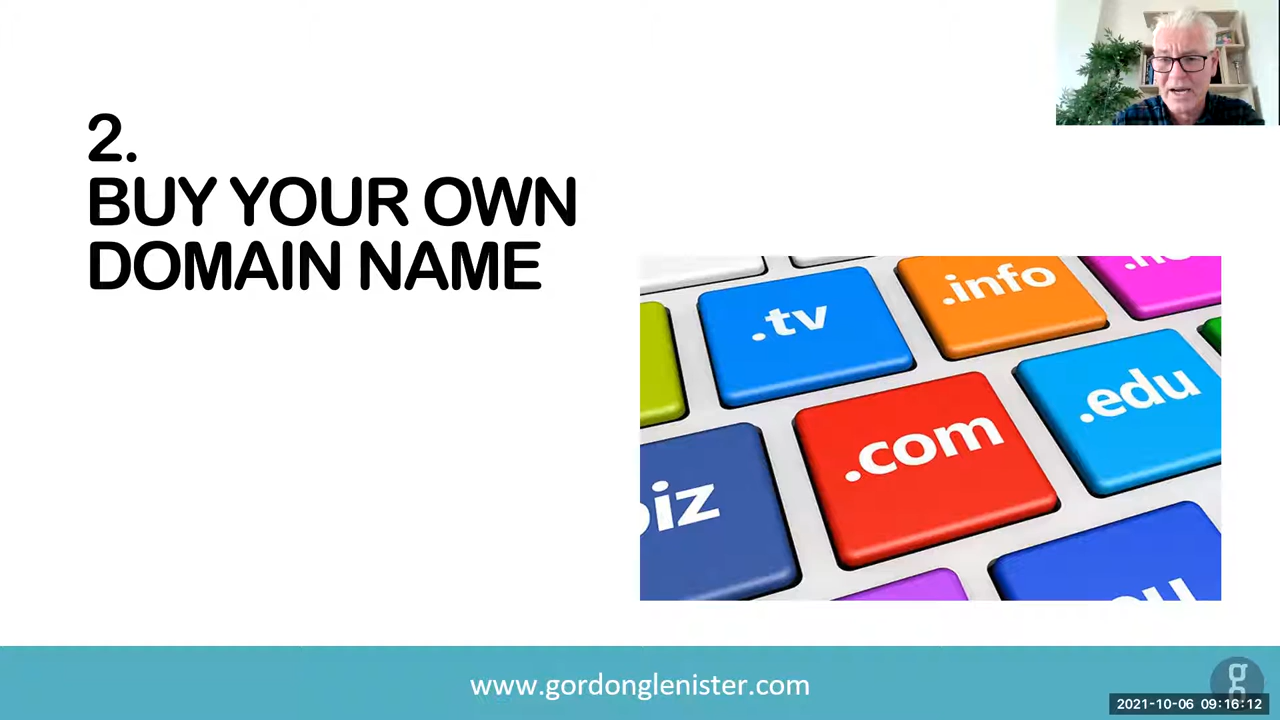 2.
BUY YOUR OWN
DOMAIN NAME
.info
.tv
.edu
.com
biz
www.gordonglenister.com
g
2021-10-06 09:16:12